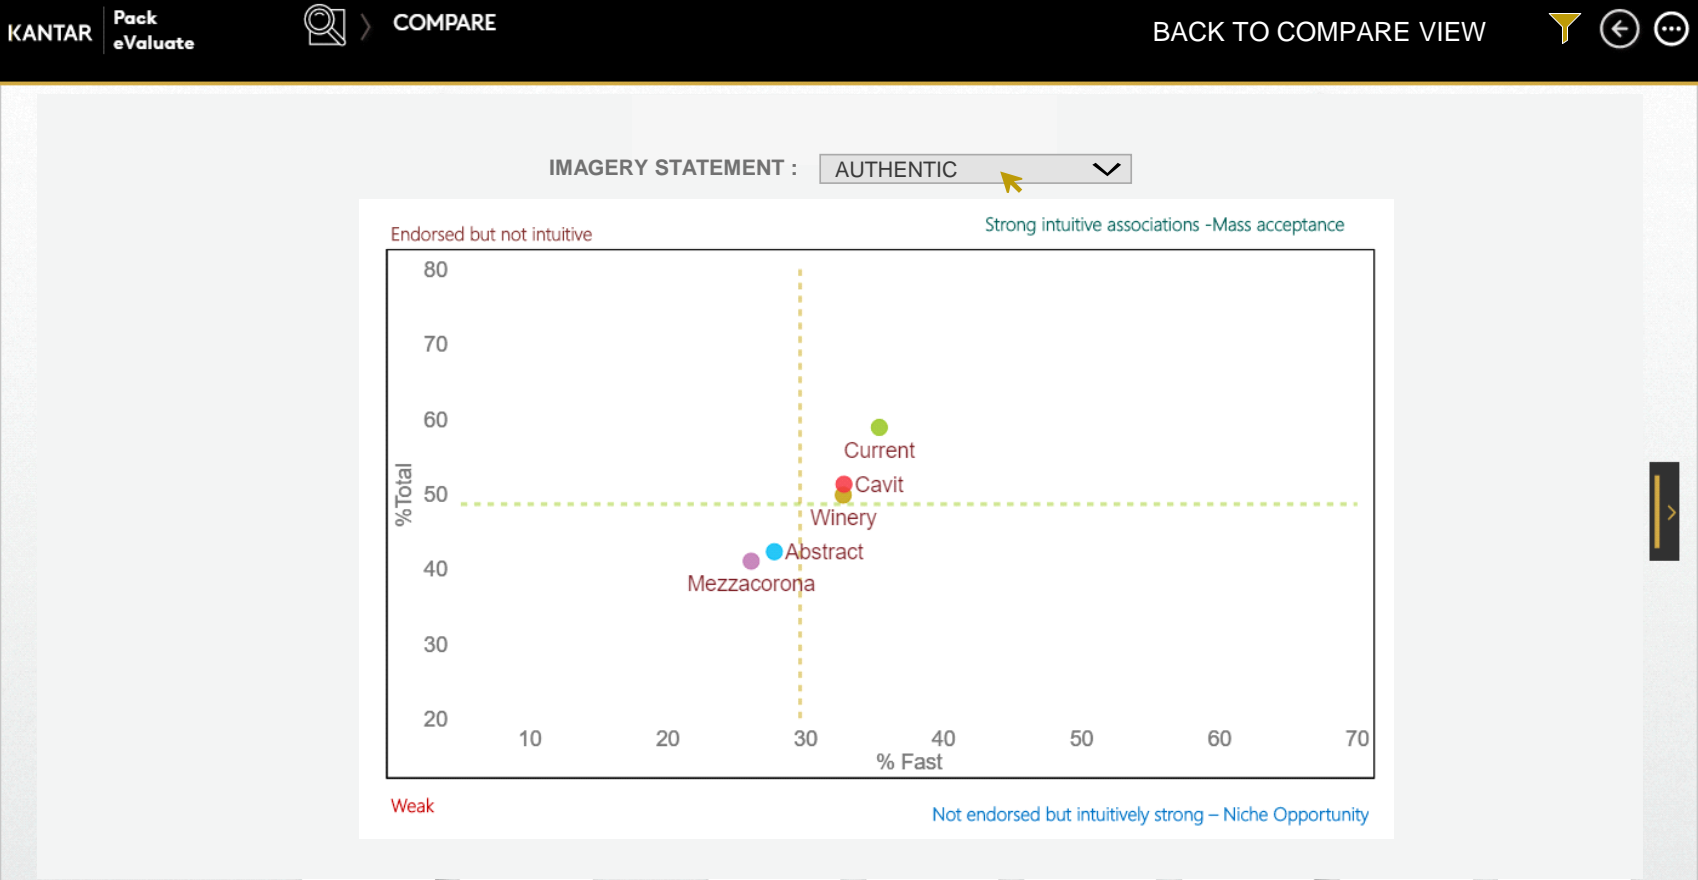 KANTAR
Pack
eValuate
COMPARE
BACK TO COMPARE VIEW
IMAGERY STATEMENT :
AUTHENTIC
Endorsed but not intuitive
Strong intuitive associations -Mass acceptance
80
70
60
50
40
30
20
%Total
Current
Cavit
Winery
Abstract
Mezzacorona
10 20 30 40 50 60 70
% Fast
Weak
Not endorsed but intuitively strong – Niche Opportunity